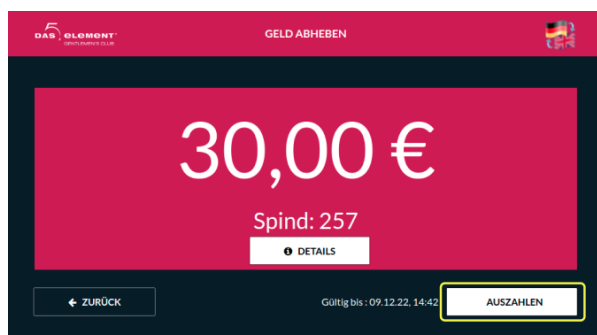 DAS 5. ELEMENT
GENTLEMEN'S CLUB
GELD ABHEBEN
30,00 €
Spind: 257
DETAILS
ZURÜCK
Gültig bis : 09.12.22, 14:42
AUSZAHLEN